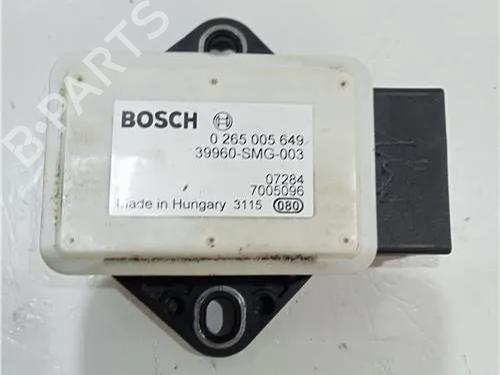 B-PARTS
BOSCH
0 265 005 649
39960-SMG-003
07284
7005096
Made in Hungary 3115 080